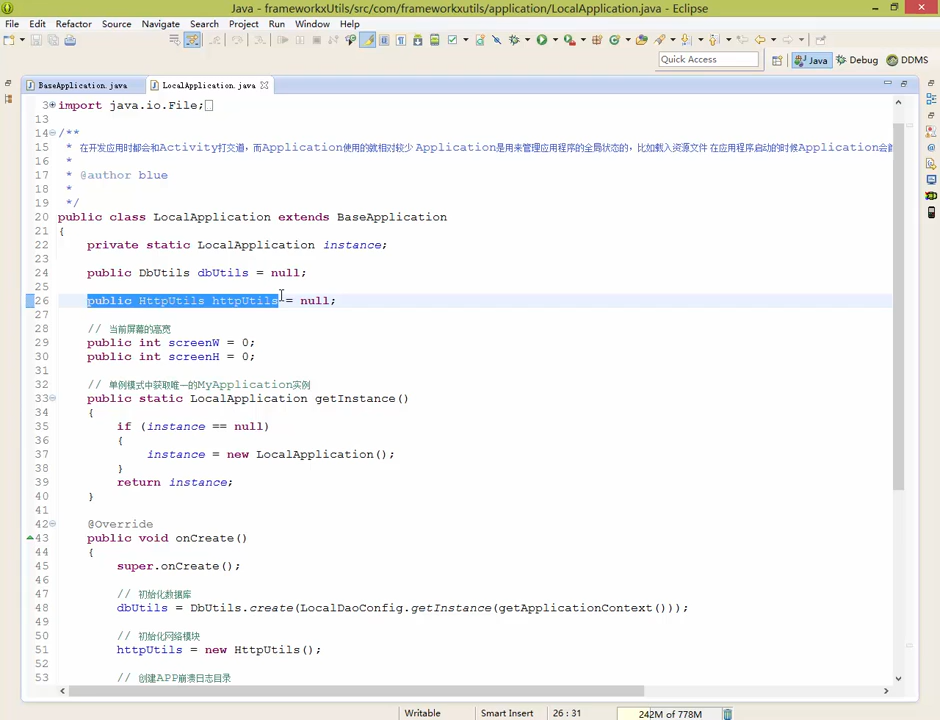 Java - frameworkxUtils/src/com/frameworkxutils/application/LocalApplication.java - Eclipse
File Edit Refactor Source Navigate Search Project Run Window Help
Quick Access Java Debug DDMS
BaseApplication.java LocalApplication.java
3 import java.io.File;
13
14 /**
15 * 在开发应用时都会和Activity打交道，而Application使用的就相对较少 Application是用来管理应用程序的全局状态的，比如载入资源文件 在应用程序启动的时候Application会
16 *
17 * @author blue
18 *
19 */
20 public class LocalApplication extends BaseApplication
21 {
22 private static LocalApplication instance;
23
24 public DbUtils dbUtils = null;
25
26 public HttpUtils httpUtils = null;
27
28 // 当前屏幕的高宽
29 public int screenW = 0;
30 public int screenH = 0;
31
32 // 单例模式中获取唯一的MyApplication实例
33 public static LocalApplication getInstance()
34 {
35 if (instance == null)
36 {
37 instance = new LocalApplication();
38 }
39 return instance;
40 }
41
42 @Override
43 public void onCreate()
44 {
45 super.onCreate();
46
47 // 初始化数据库
48 dbUtils = DbUtils.create(LocalDaoConfig.getInstance(getApplicationContext()));
49
50 // 初始化网络模块
51 httpUtils = new HttpUtils();
52
53 // 创建APP崩溃日志目录
Writable Smart Insert 26 : 31 242M of 778M